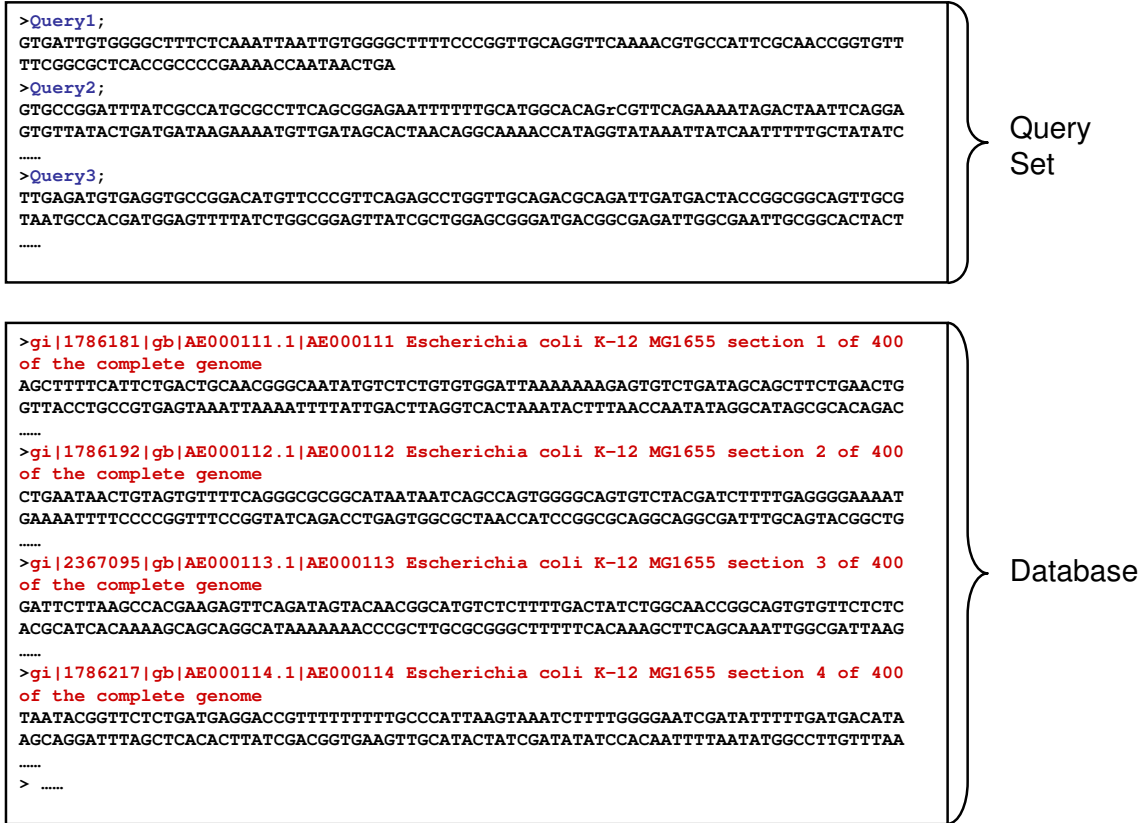 >Query1;
GTGATTGTGGGGCTTTCTCAAATTAATTGTGGGGCTTTTCCCGGTTGCAGGTTCAAAACGTGCCATTCGCAACCGGTGTT
TTCGGCGCTCACCGCCCCGAAAACCAATAACTGA
>Query2;
GTGCCGGATTTATCGCCATGCGCCTTCAGCGGAGAATTTTTTGCATGGCACAGrCGTTCAGAAAATAGACTAATTCAGGA
GTGTTATACTGATGATAAGAAAATGTTGATAGCACTAACAGGCAAAACCATAGGTATAAATTATCAATTTTTGCTATATC
……
>Query3;
TTGAGATGTGAGGTGCCGGACATGTTCCCGTTCAGAGCCTGGTTGCAGACGCAGATTGATGACTACCGGCGGCAGTTGCG
TAATGCCACGATGGAGTTTTATCTGGCGGAGTTATCGCTGGAGCGGGATGACGGCGAGATTGGCGAATTGCGGCACTACT
……
Query
Set
>gi|1786181|gb|AE000111.1|AE000111 Escherichia coli K−12 MG1655 section 1 of 400
of the complete genome
AGCTTTTCATTCTGACTGCAACGGGCAATATGTCTCTGTGTGGATTAAAAAAAGAGTGTCTGATAGCAGCTTCTGAACTG
GTTACCTGCCGTGAGTAAATTAAAATTTTATTGACTTAGGTCACTAAATACTTTAACCAATATAGGCATAGCGCACAGAC
……
>gi|1786192|gb|AE000112.1|AE000112 Escherichia coli K−12 MG1655 section 2 of 400
of the complete genome
CTGAATAACTGTAGTGTTTTCAGGGCGCGGCATAATAATCAGCCAGTGGGGCAGTGTCTACGATCTTTTGAGGGGAAAAT
GAAAATTTTCCCCGGTTTCCGGTATCAGACCTGAGTGGCGCTAACCATCCGGCGCAGGCAGGCGATTTGCAGTACGGCTG
……
>gi|2367095|gb|AE000113.1|AE000113 Escherichia coli K−12 MG1655 section 3 of 400
of the complete genome
GATTCTTAAGCCACGAAGAGTTCAGATAGTACAACGGCATGTCTCTTTTGACTATCTGGCAACCGGCAGTGTGTTCTCTC
ACGCATCACAAAAGCAGCAGGCATAAAAAAACCCGCTTGCGCGGGCTTTTTCACAAAGCTTCAGCAAATTGGCGATTAAG
……
>gi|1786217|gb|AE000114.1|AE000114 Escherichia coli K−12 MG1655 section 4 of 400
of the complete genome
TAATACGGTTCTCTGATGAGGACCGTTTTTTTTTGCCCATTAAGTAAATCTTTTGGGGAATCGATATTTTTGATGACATA
AGCAGGATTTAGCTCACACTTATCGACGGTGAAGTTGCATACTATCGATATATCCACAATTTTAATATGGCCTTGTTTAA
……
> ……
Database